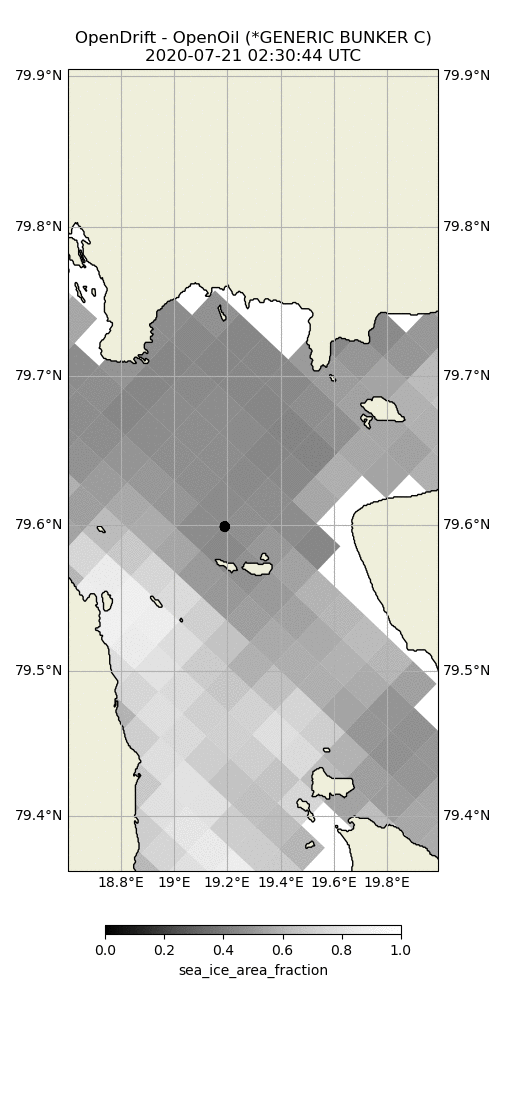 OpenDrift - OpenOil (*GENERIC BUNKER C)
2020-07-21 02:30:44 UTC
79.9°N 79.9°N
79.8°N 79.8°N
79.7°N 79.7°N
79.6°N 79.6°N
79.5°N 79.5°N
79.4°N 79.4°N
18.8°E 19°E 19.2°E 19.4°E 19.6°E 19.8°E
0.0 0.2 0.4 0.6 0.8 1.0
sea_ice_area_fraction